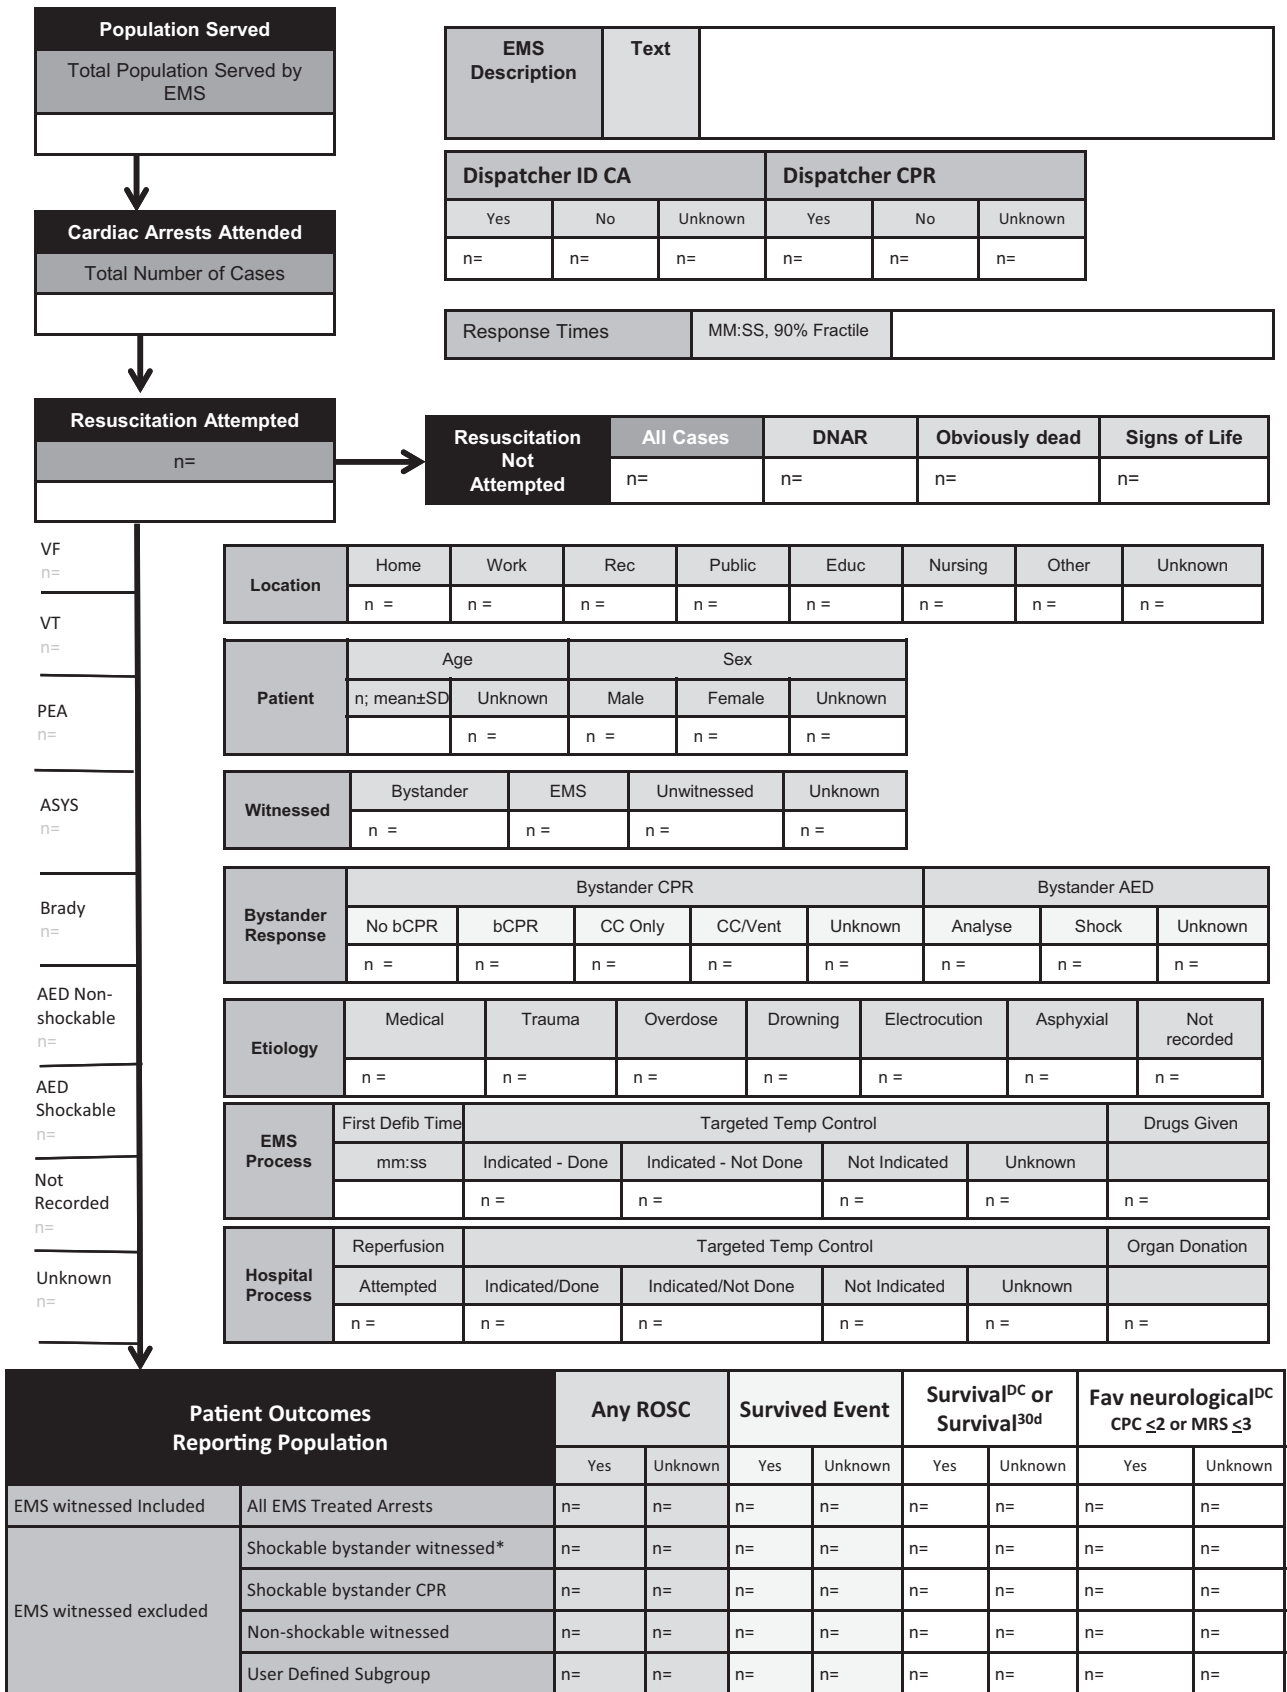 Population Served
Total Population Served by
EMS
EMS
Description
Text
Dispatcher ID CA Dispatcher CPR
Yes No Unknown Yes No Unknown
n= n= n= n= n= n=
Cardiac Arrests Attended
Total Number of Cases
Response Times MM:SS, 90% Fractile
Resuscitation Attempted
n=
Resuscitation
Not
Attempted
All Cases DNAR Obviously dead Signs of Life
n= n= n= n=
VF
n=
VT
n=
PEA
n=
ASYS
n=
Brady
n=
AED Non-
shockable
n=
AED
Shockable
n=
Not
Recorded
n=
Unknown
n=
Location
Home Work Rec Public Educ Nursing Other Unknown
n = n = n = n = n = n = n = n =
Patient
Age Sex
n; mean±SD Unknown Male Female Unknown
n = n = n = n =
Witnessed
Bystander EMS Unwitnessed Unknown
n = n = n = n =
Bystander
Response
Bystander CPR Bystander AED
No bCPR bCPR CC Only CC/Vent Unknown Analyse Shock Unknown
n = n = n = n = n = n = n = n =
Etiology
Medical Trauma Overdose Drowning Electrocution Asphyxial Not
recorded
n = n = n = n = n = n = n =
EMS
Process
First Defib Time Targeted Temp Control Drugs Given
mm:ss Indicated - Done Indicated - Not Done Not Indicated Unknown
n = n = n = n = n =
Hospital
Process
Reperfusion Targeted Temp Control Organ Donation
Attempted Indicated/Done Indicated/Not Done Not Indicated Unknown
n = n = n = n = n = n =
Patient Outcomes
Reporting Population
Any ROSC Survived Event Survival^DC or
Survival^30d
Fav neurological^DC
CPC ≤2 or MRS ≤3
Yes Unknown Yes Unknown Yes Unknown Yes Unknown
EMS witnessed Included All EMS Treated Arrests n= n= n= n= n= n= n= n=
EMS witnessed excluded
Shockable bystander witnessed* n= n= n= n= n= n= n= n=
Shockable bystander CPR n= n= n= n= n= n= n= n=
Non-shockable witnessed n= n= n= n= n= n= n= n=
User Defined Subgroup n= n= n= n= n= n= n= n=